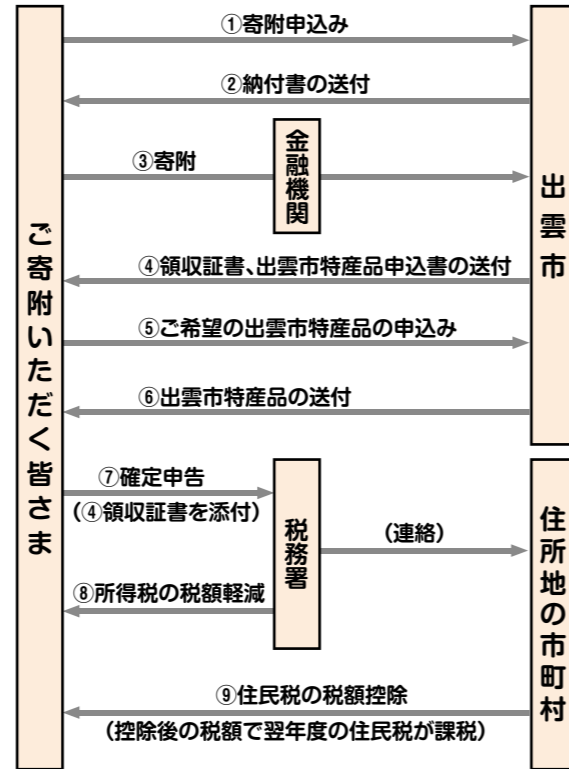 ①寄附申込み
②納付書の送付
③寄附
金融機関
出雲市
ご寄附いただく皆さま
④領収証書、出雲市特産品申込書の送付
⑤ご希望の出雲市特産品の申込み
⑥出雲市特産品の送付
⑦確定申告
(④領収証書を添付)
税務署
(連絡)
住所地の市町村
⑧所得税の税額軽減
⑨住民税の税額控除
(控除後の税額で翌年度の住民税が課税)